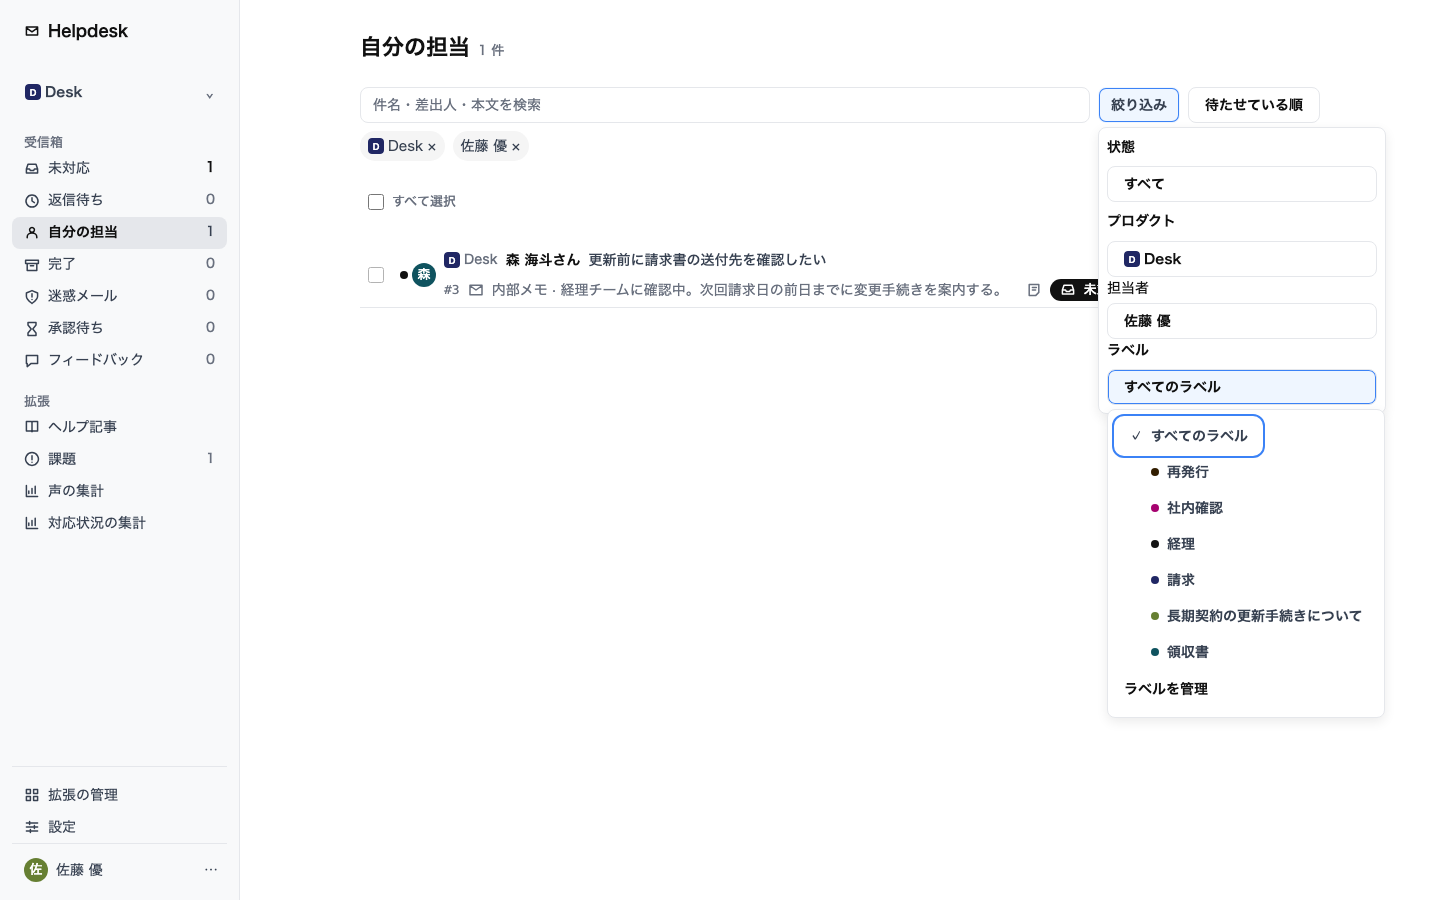 Helpdesk
D Desk
受信箱
未対応 1
返信待ち 0
自分の担当 1
完了 0
迷惑メール 0
承認待ち 0
フィードバック 0
拡張
ヘルプ記事
課題 1
声の集計
対応状況の集計
拡張の管理
設定
佐 佐藤 優 …
自分の担当 1 件
件名・差出人・本文を検索
絞り込み
待たせている順
D Desk ×
佐藤 優 ×
すべて選択
森
D Desk 森 海斗さん 更新前に請求書の送付先を確認したい
#3 内部メモ · 経理チームに確認中。次回請求日の前日までに変更手続きを案内する。 未
状態
すべて
プロダクト
D Desk
担当者
佐藤 優
ラベル
すべてのラベル
✓ すべてのラベル
再発行
社内確認
経理
請求
長期契約の更新手続きについて
領収書
ラベルを管理